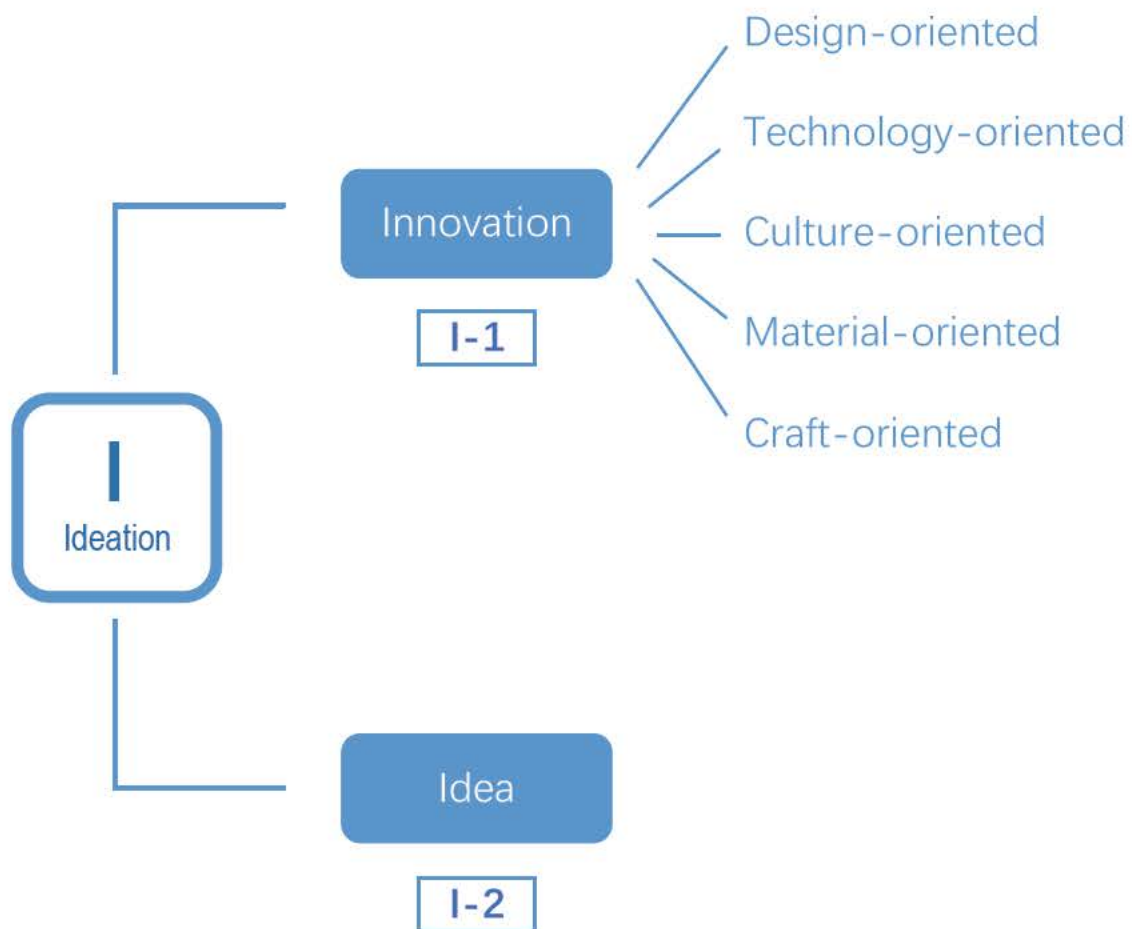 Design-oriented
Technology-oriented
Innovation
Culture-oriented
I-1
Material-oriented
Craft-oriented
I
Ideation
Idea
I-2